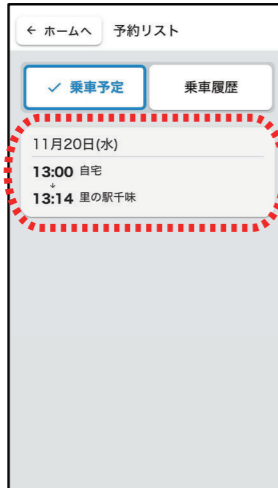 ← ホームへ 予約リスト
✓ 乗車予定 乗車履歴
11月20日(水)
13:00 自宅
↓
13:14 里の駅千味